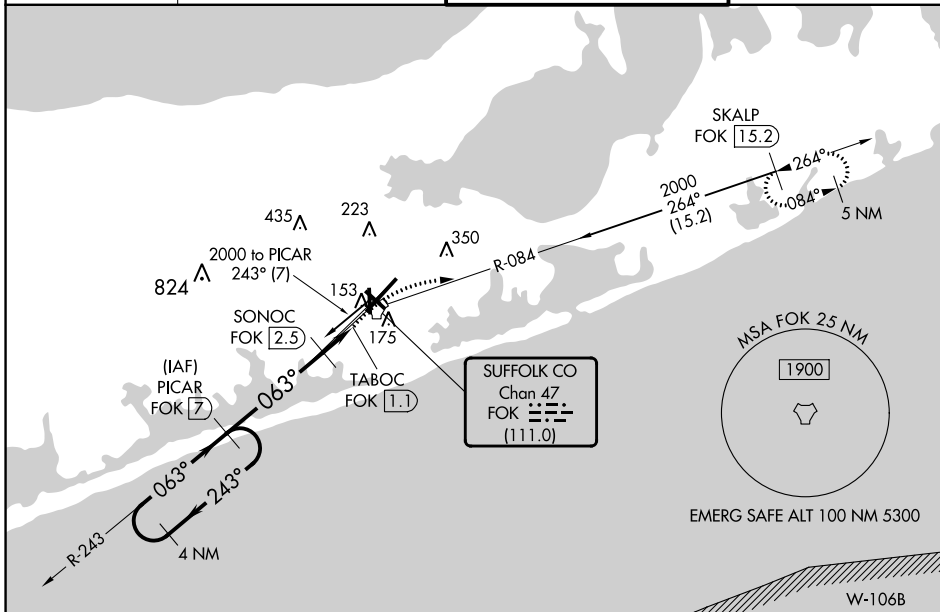 SKALP
FOK 15.2
264°
084°
5 NM
2000
264°
(15.2)
R-084
435
223
350
2000 to PICAR
243° (7)
824
153
175
SONOC
FOK 2.5
(IAF)
PICAR
FOK 7
063°
TABOC
FOK 1.1
SUFFOLK CO
Chan 47
FOK
(111.0)
063°
243°
R-243
4 NM
MSA FOK 25 NM
1900
EMERG SAFE ALT 100 NM 5300
W-106B